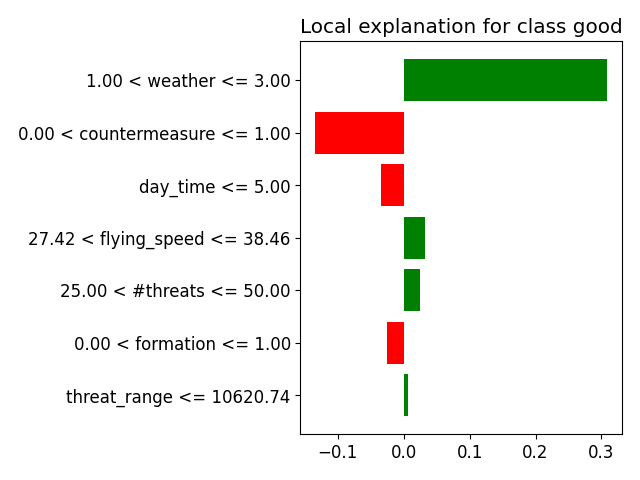 Local explanation for class good
1.00 < weather <= 3.00
0.00 < countermeasure <= 1.00
day_time <= 5.00
27.42 < flying_speed <= 38.46
25.00 < #threats <= 50.00
0.00 < formation <= 1.00
threat_range <= 10620.74
−0.1 0.0 0.1 0.2 0.3